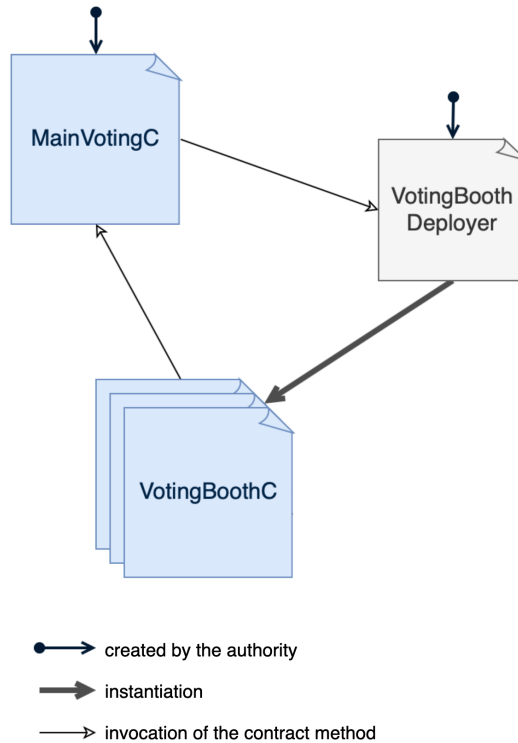 MainVotingC
VotingBooth
Deployer
VotingBoothC
created by the authority
instantiation
invocation of the contract method